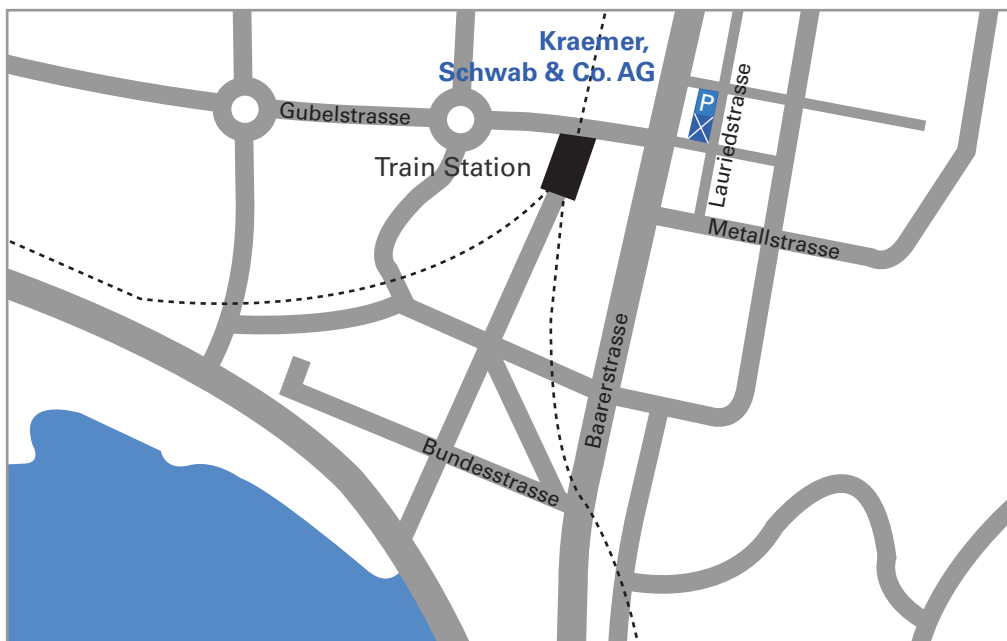 Kraemer,
Schwab & Co. AG
P
Gubelstrasse
Lauriedstrasse
Train Station
Metallstrasse
Baarerstrasse
Bundesstrasse